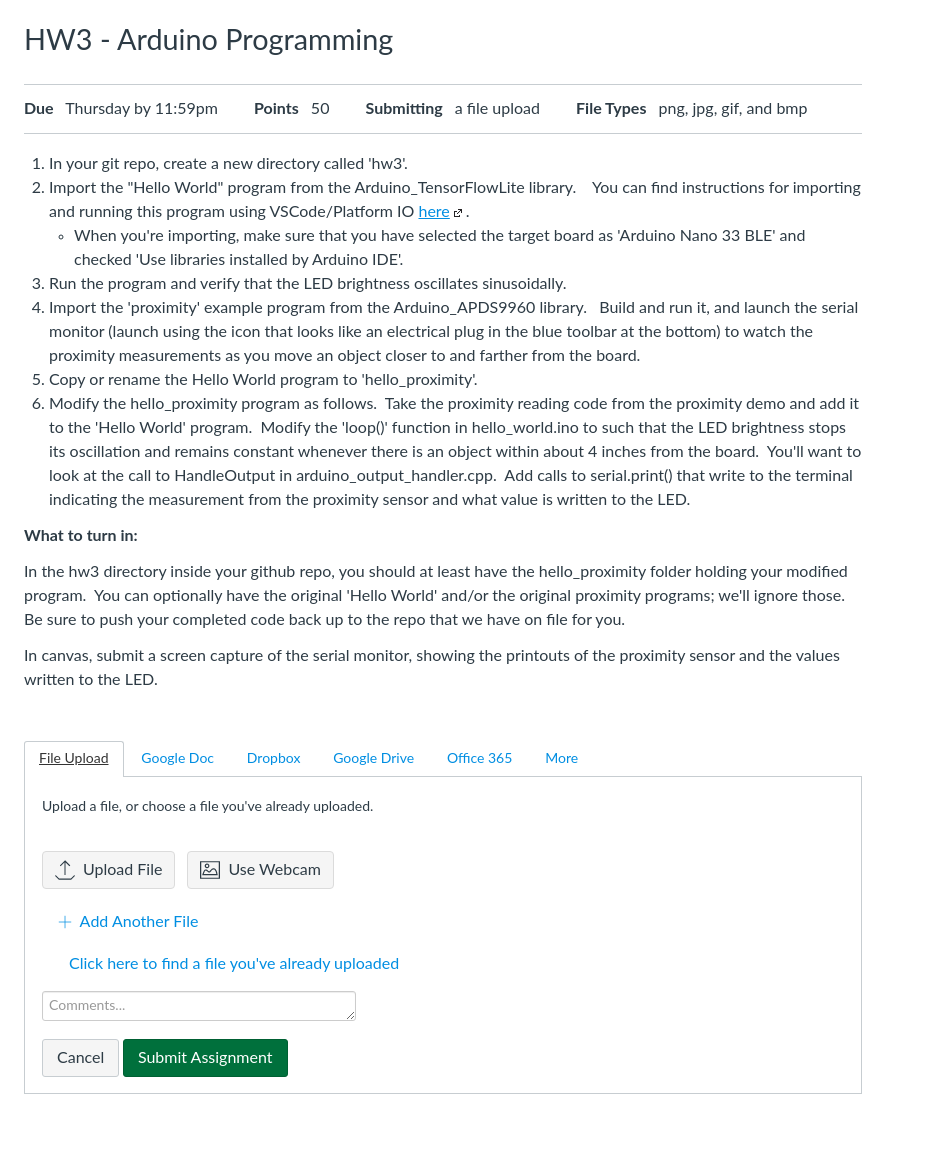 HW3 - Arduino Programming
Due Thursday by 11:59pm Points 50 Submitting a file upload File Types png, jpg, gif, and bmp
1. In your git repo, create a new directory called 'hw3'.
2. Import the "Hello World" program from the Arduino_TensorFlowLite library. You can find instructions for importing
and running this program using VSCode/Platform IO here .
When you're importing, make sure that you have selected the target board as 'Arduino Nano 33 BLE' and
checked 'Use libraries installed by Arduino IDE'.
3. Run the program and verify that the LED brightness oscillates sinusoidally.
4. Import the 'proximity' example program from the Arduino_APDS9960 library. Build and run it, and launch the serial
monitor (launch using the icon that looks like an electrical plug in the blue toolbar at the bottom) to watch the
proximity measurements as you move an object closer to and farther from the board.
5. Copy or rename the Hello World program to 'hello_proximity'.
6. Modify the hello_proximity program as follows. Take the proximity reading code from the proximity demo and add it
to the 'Hello World' program. Modify the 'loop()' function in hello_world.ino to such that the LED brightness stops
its oscillation and remains constant whenever there is an object within about 4 inches from the board. You'll want to
look at the call to HandleOutput in arduino_output_handler.cpp. Add calls to serial.print() that write to the terminal
indicating the measurement from the proximity sensor and what value is written to the LED.
What to turn in:
In the hw3 directory inside your github repo, you should at least have the hello_proximity folder holding your modified
program. You can optionally have the original 'Hello World' and/or the original proximity programs; we'll ignore those.
Be sure to push your completed code back up to the repo that we have on file for you.
In canvas, submit a screen capture of the serial monitor, showing the printouts of the proximity sensor and the values
written to the LED.
File Upload Google Doc Dropbox Google Drive Office 365 More
Upload a file, or choose a file you've already uploaded.
Upload File Use Webcam
+ Add Another File
Click here to find a file you've already uploaded
Comments...
Cancel Submit Assignment